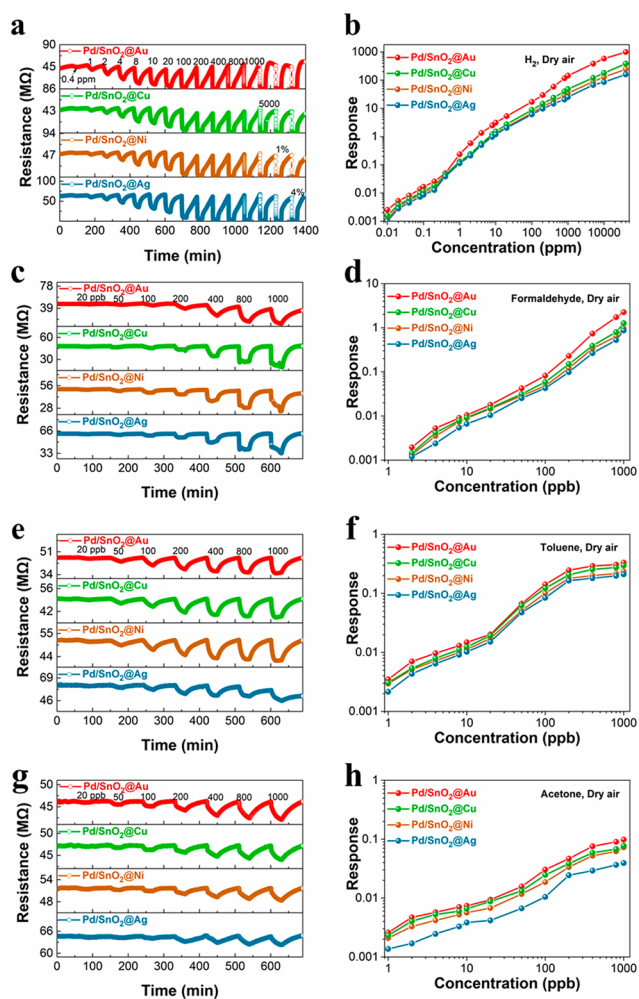 a
90
45
86
43
94
47
100
50
Resistance (MΩ)
Pd/SnO2@Au
0.4 ppm
1 2 4 8 10 20 100 200 400 800 1000
Pd/SnO2@Cu
5000
Pd/SnO2@Ni
1%
Pd/SnO2@Ag
4%
0 200 400 600 800 1000 1200 1400
Time (min)
b
1000
100
10
1
0.1
0.01
0.001
Response
Pd/SnO2@Au
Pd/SnO2@Cu
Pd/SnO2@Ni
Pd/SnO2@Ag
H2, Dry air
0.01 0.1 1 10 100 1000 10000
Concentration (ppm)
c
78
39
60
30
56
28
66
33
Resistance (MΩ)
Pd/SnO2@Au
20 ppb 50 100 200 400 800 1000
Pd/SnO2@Cu
Pd/SnO2@Ni
Pd/SnO2@Ag
0 100 200 300 400 500 600
Time (min)
d
10
1
0.1
0.01
0.001
Response
Formaldehyde, Dry air
Pd/SnO2@Au
Pd/SnO2@Cu
Pd/SnO2@Ni
Pd/SnO2@Ag
1 10 100 1000
Concentration (ppb)
e
51
34
56
42
55
44
69
46
Resistance (MΩ)
Pd/SnO2@Au
20 ppb 50 100 200 400 800 1000
Pd/SnO2@Cu
Pd/SnO2@Ni
Pd/SnO2@Ag
0 100 200 300 400 500 600
Time (min)
f
1
0.1
0.01
0.001
Response
Pd/SnO2@Au
Pd/SnO2@Cu
Pd/SnO2@Ni
Pd/SnO2@Ag
Toluene, Dry air
1 10 100 1000
Concentration (ppb)
g
50
45
50
45
54
48
66
60
Resistance (MΩ)
Pd/SnO2@Au
20 ppb 50 100 200 400 800 1000
Pd/SnO2@Cu
Pd/SnO2@Ni
Pd/SnO2@Ag
0 100 200 300 400 500 600
Time (min)
h
1
0.1
0.01
0.001
Response
Pd/SnO2@Au
Pd/SnO2@Cu
Pd/SnO2@Ni
Pd/SnO2@Ag
Acetone, Dry air
1 10 100 1000
Concentration (ppb)